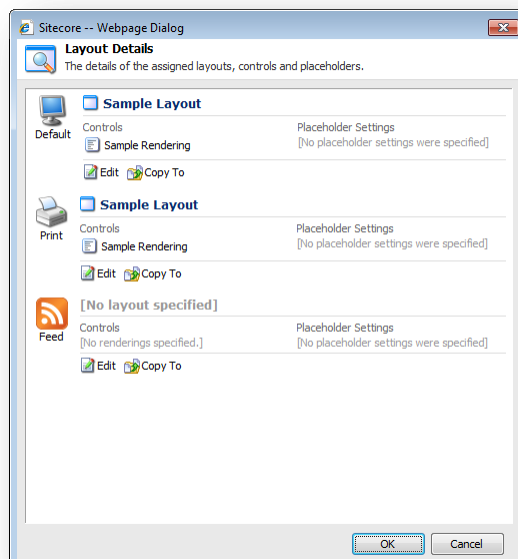 Sitecore -- Webpage Dialog
Layout Details
The details of the assigned layouts, controls and placeholders.
Default
Sample Layout
Controls Placeholder Settings
Sample Rendering [No placeholder settings were specified]
Edit Copy To
Print
Sample Layout
Controls Placeholder Settings
Sample Rendering [No placeholder settings were specified]
Edit Copy To
Feed
[No layout specified]
Controls Placeholder Settings
[No renderings specified.] [No placeholder settings were specified]
Edit Copy To
OK Cancel